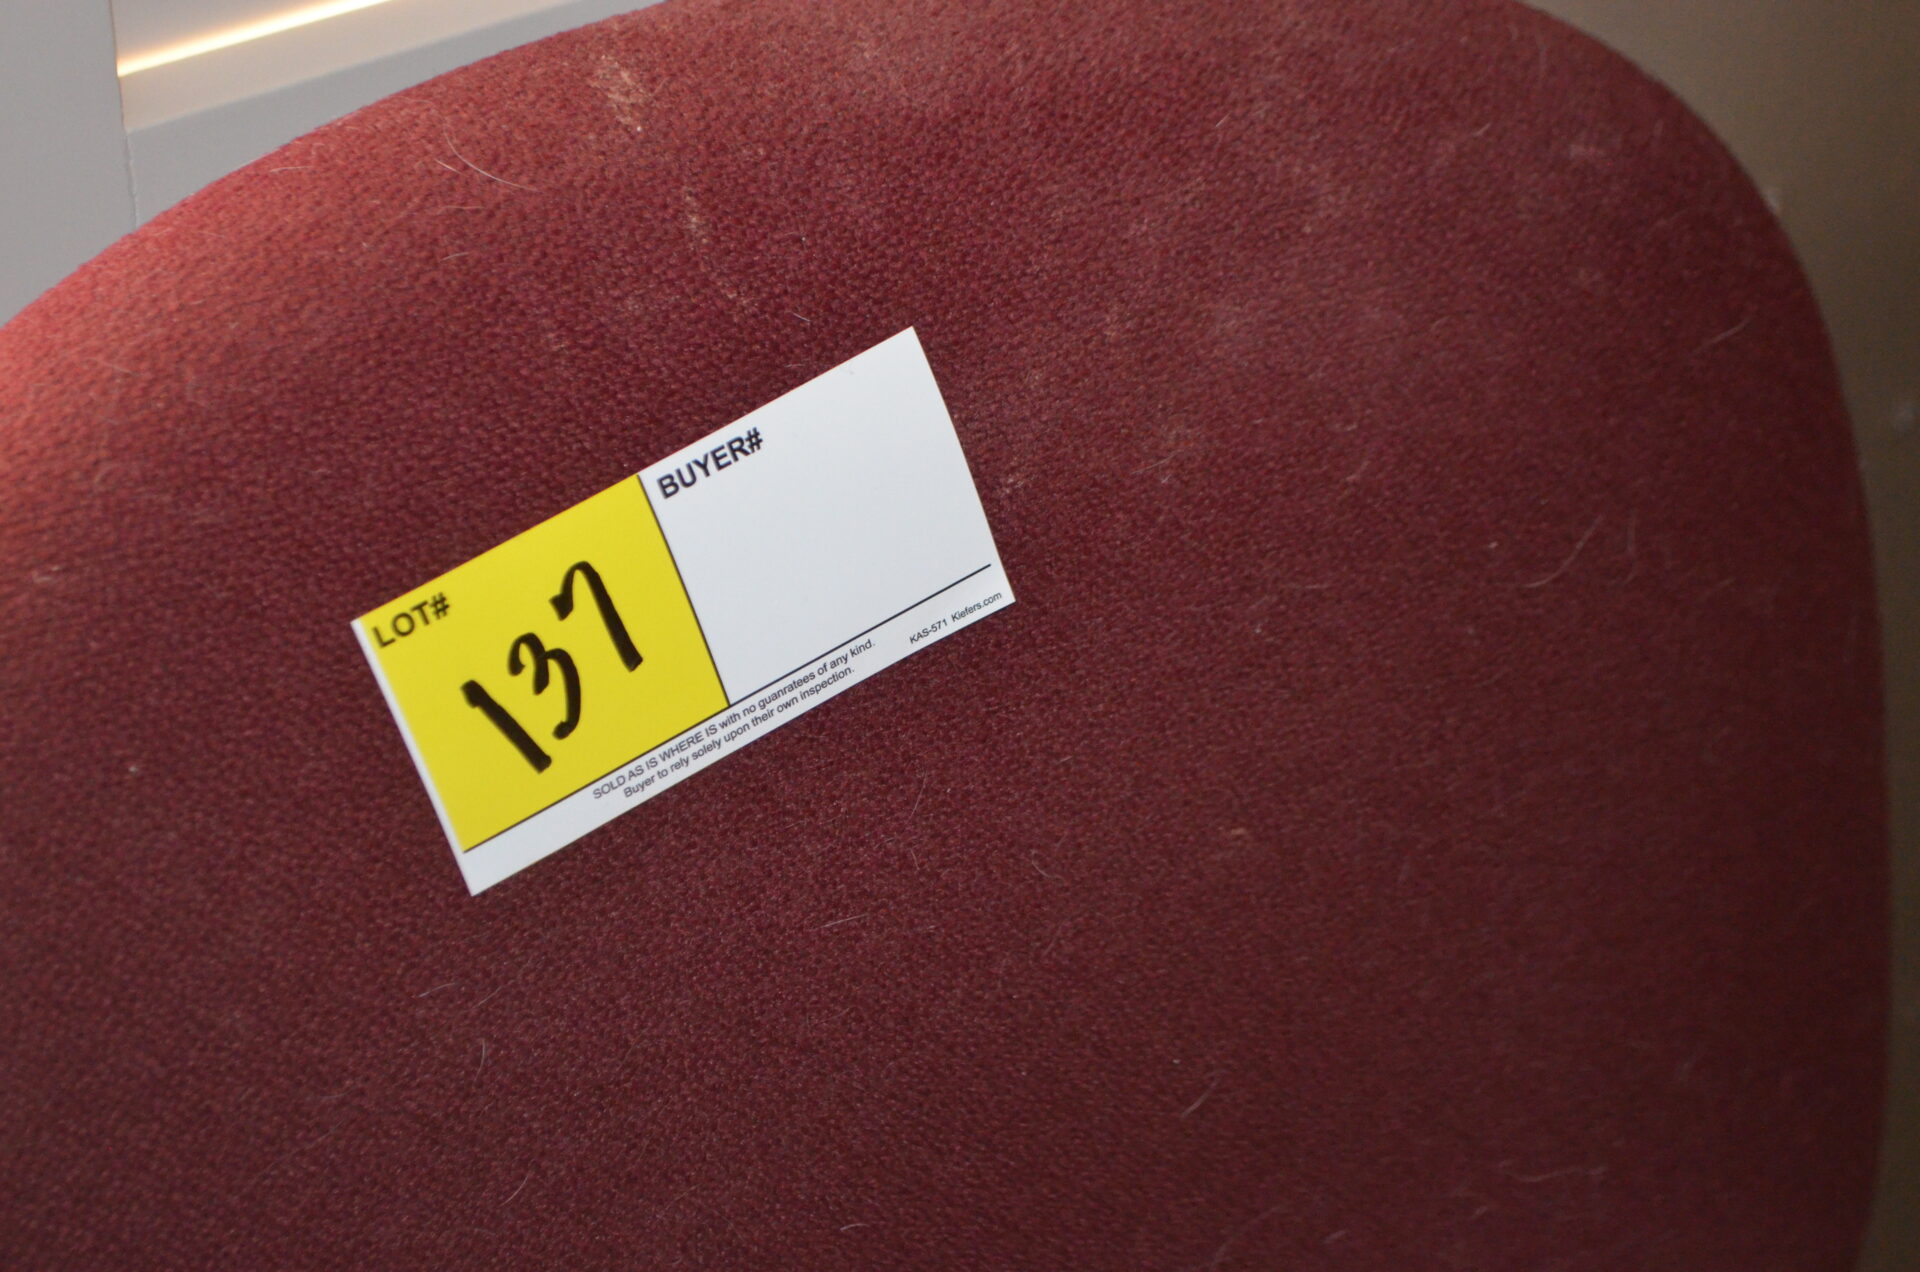 LOT#
137
BUYER#
SOLD AS IS WHERE IS with no guanratees of any kind.
Buyer to rely solely upon their own inspection.
KAS-571 Kiefers.com